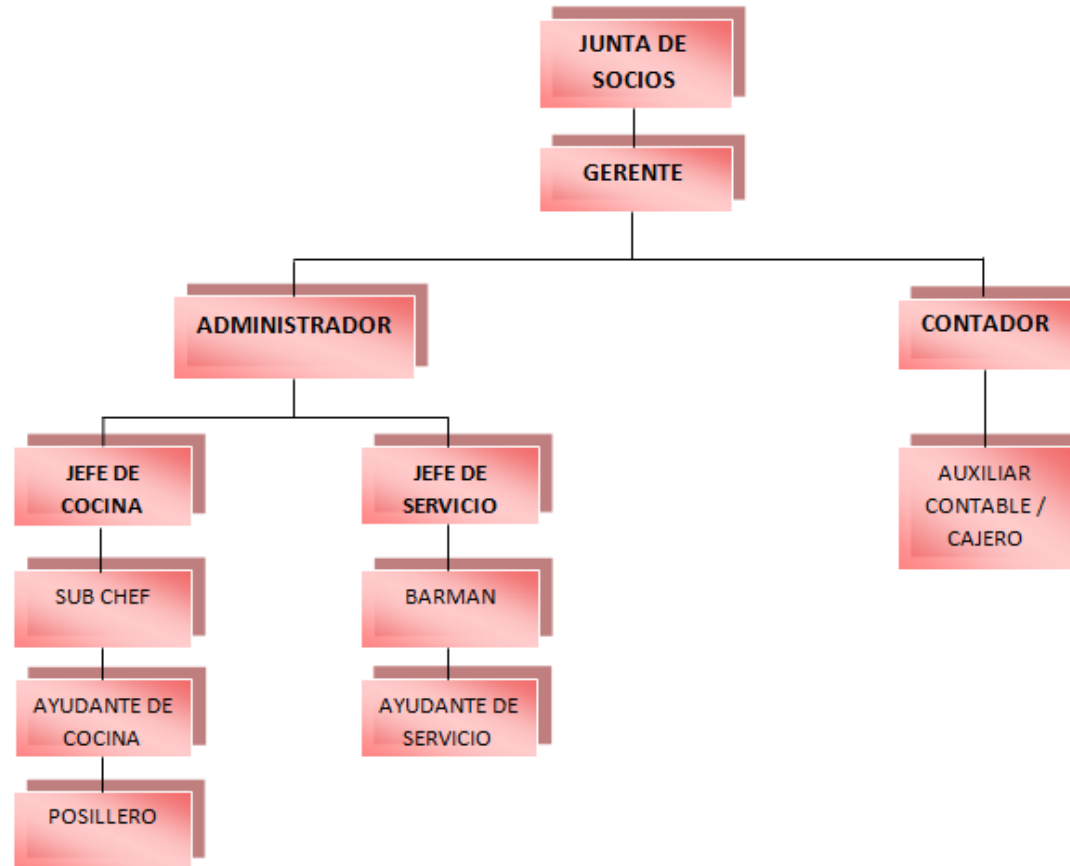 JUNTA DE
SOCIOS
GERENTE
ADMINISTRADOR
CONTADOR
JEFE DE
COCINA
JEFE DE
SERVICIO
AUXILIAR
CONTABLE /
CAJERO
SUB CHEF
BARMAN
AYUDANTE DE
COCINA
AYUDANTE DE
SERVICIO
POSILLERO